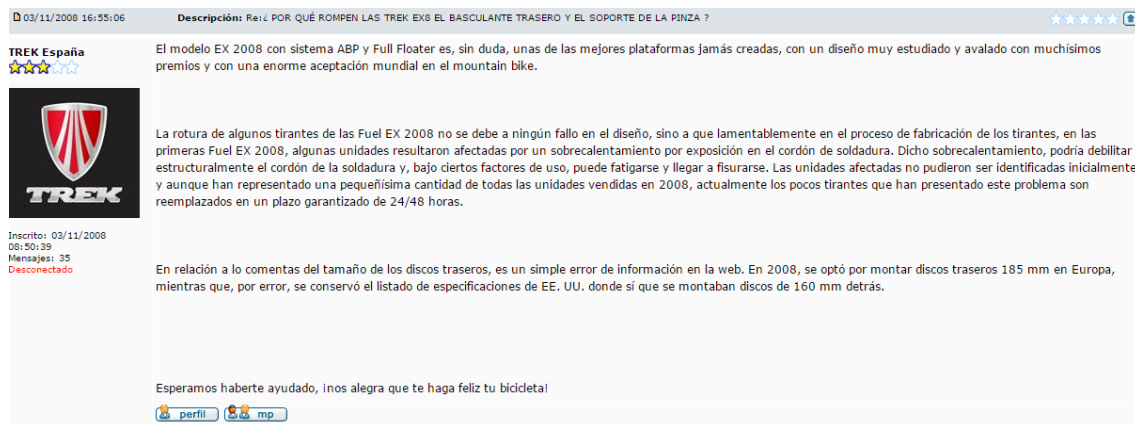 03/11/2008 16:55:06 Descripción: Re:¿ POR QUÉ ROMPEN LAS TREK EX8 EL BASCULANTE TRASERO Y EL SOPORTE DE LA PINZA ?
TREK España
El modelo EX 2008 con sistema ABP y Full Floater es, sin duda, unas de las mejores plataformas jamás creadas, con un diseño muy estudiado y avalado con muchísimos
premios y con una enorme aceptación mundial en el mountain bike.
La rotura de algunos tirantes de las Fuel EX 2008 no se debe a ningún fallo en el diseño, sino a que lamentablemente en el proceso de fabricación de los tirantes, en las
primeras Fuel EX 2008, algunas unidades resultaron afectadas por un sobrecalentamiento por exposición en el cordón de soldadura. Dicho sobrecalentamiento, podría debilitar
estructuralmente el cordón de la soldadura y, bajo ciertos factores de uso, puede fatigarse y llegar a fisurarse. Las unidades afectadas no pudieron ser identificadas inicialmente
y aunque han representado una pequeñísima cantidad de todas las unidades vendidas en 2008, actualmente los pocos tirantes que han presentado este problema son
reemplazados en un plazo garantizado de 24/48 horas.
TREK
Inscrito: 03/11/2008
08:50:39
Mensajes: 35
Desconectado
En relación a lo comentas del tamaño de los discos traseros, es un simple error de información en la web. En 2008, se optó por montar discos traseros 185 mm en Europa,
mientras que, por error, se conservó el listado de especificaciones de EE. UU. donde sí que se montaban discos de 160 mm detrás.
Esperamos haberte ayudado, ¡nos alegra que te haga feliz tu bicicleta!
perfil mp